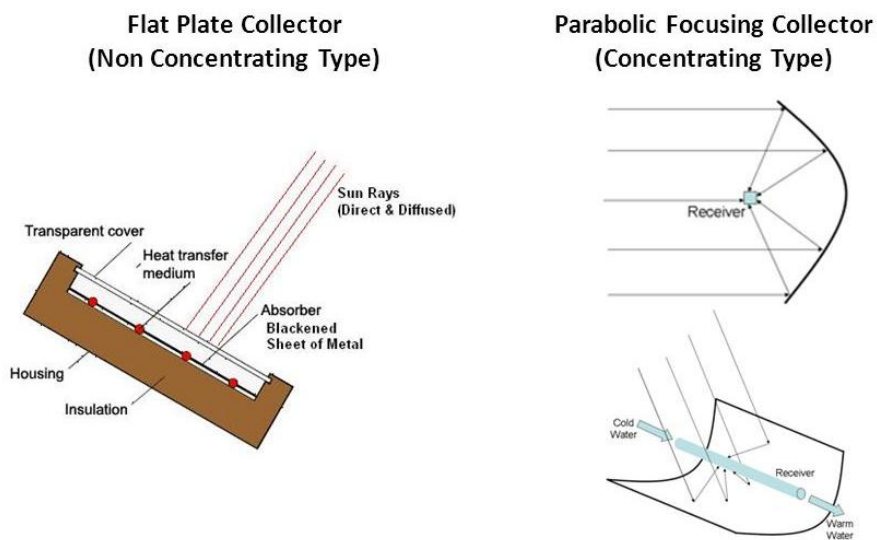 Flat Plate Collector
(Non Concentrating Type)
Sun Rays
(Direct & Diffused)
Transparent cover
Heat transfer
medium
Absorber
Blackened
Sheet of Metal
Housing
Insulation
Parabolic Focusing Collector
(Concentrating Type)
Receiver
Cold
Water
Receiver
Warm
Water